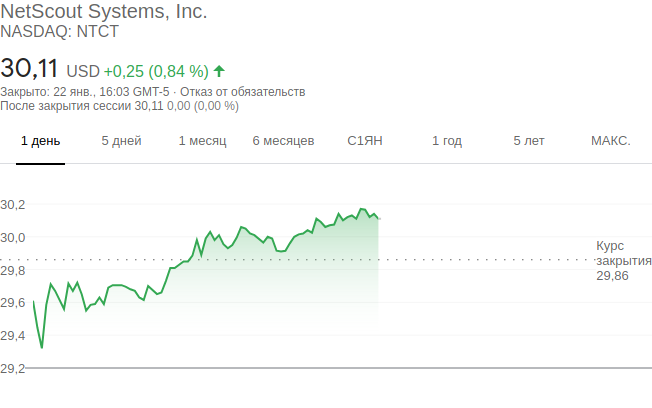 NetScout Systems, Inc.
NASDAQ: NTCT
30,11 USD +0,25 (0,84 %)
Закрыто: 22 янв., 16:03 GMT-5 · Отказ от обязательств
После закрытия сессии 30,11 0,00 (0,00 %)
1 день 5 дней 1 месяц 6 месяцев С1ЯН 1 год 5 лет МАКС.
30,2
30,0
Курс
29,8
закрытия
29,86
29,6
29,4
29,2